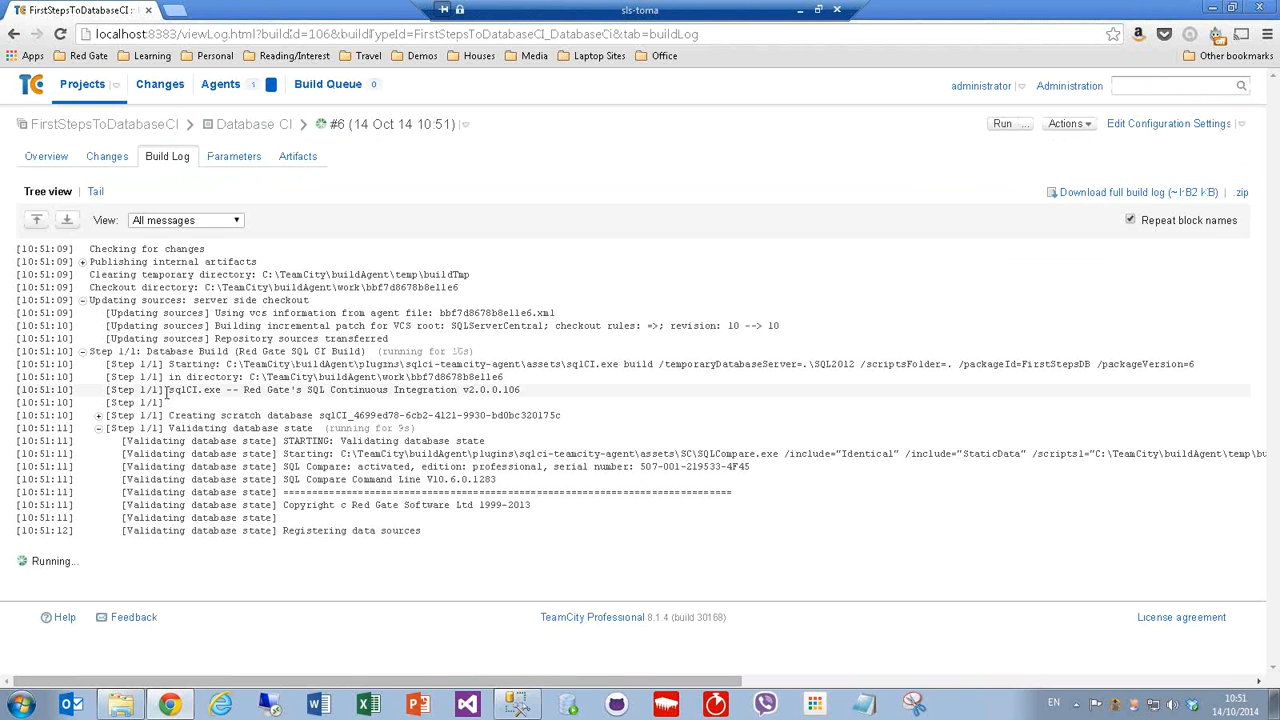 FirstStepsToDatabaseCI ::
sls-toma
localhost:8383/viewLog.html?buildId=106&buildTypeId=FirstStepsToDatabaseCI_DatabaseCi&tab=buildLog
Apps Red Gate Learning Personal Reading/Interest Travel Demos Houses Media Laptop Sites Office Other bookmarks
TC Projects Changes Agents 1 Build Queue 0 administrator Administration
FirstStepsToDatabaseCI Database CI #6 (14 Oct 14 10:51) Run ... Actions Edit Configuration Settings
Overview Changes Build Log Parameters Artifacts
Tree view Tail Download full build log ( .zip
View: All messages Repeat block names
[10:51:09] Checking for changes
[10:51:09] Publishing internal artifacts
[10:51:09] Clearing temporary directory: C:\TeamCity\buildAgent\temp\buildTmp
[10:51:09] Checkout directory: C:\TeamCity\buildAgent\work\bbf7d8678b8e11e6
[10:51:09] Updating sources: server side checkout
[10:51:09] [Updating sources] Using vcs information from agent file: bbf7d8678b8e11e6.xml
[10:51:10] [Updating sources] Building incremental patch for VCS root: SQLServerCentral; checkout rules: =>; revision: 10 --> 10
[10:51:10] [Updating sources] Repository sources transferred
[10:51:10] Step 1/1: Database Build (Red Gate SQL CI Build) (running for
[10:51:10] [Step 1/1] Starting: C:\TeamCity\buildAgent\plugins\sqlci-teamcity-agent\assets\sqlCI.exe build /temporaryDatabaseServer=.\SQL2012 /scriptsFolder=. /packageId=FirstStepsDB /packageVersion=6
[10:51:10] [Step 1/1] in directory: C:\TeamCity\buildAgent\work\bbf7d8678b8e11e6
[10:51:10] [Step 1/1] sqlCI.exe -- Red Gate's SQL Continuous Integration v2.0.0.106
[10:51:10] [Step 1/1]
[10:51:10] [Step 1/1] Creating scratch database sqlCI_4699ed78-6cb2-4121-9930-bd0bc320175c
[10:51:11] [Step 1/1] Validating database state (running for 9s)
[10:51:11] [Validating database state] STARTING: Validating database state
[10:51:11] [Validating database state] Starting: C:\TeamCity\buildAgent\plugins\sqlci-teamcity-agent\assets\SC\SQLCompare.exe /include="Identical" /include="StaticData" /scripts1="C:\TeamCity\buildAgent\temp\bu
[10:51:11] [Validating database state] SQL Compare: activated, edition: professional, serial number: 507-001-219533-4F45
[10:51:11] [Validating database state] SQL Compare Command Line V10.6.0.1283
[10:51:11] [Validating database state] ==============================================================================
[10:51:11] [Validating database state] Copyright c Red Gate Software Ltd 1999-2013
[10:51:11] [Validating database state]
[10:51:12] [Validating database state] Registering data sources
Running...
Help Feedback TeamCity Professional 8.1.4 (build 30168) License agreement
EN 10:51
14/10/2014